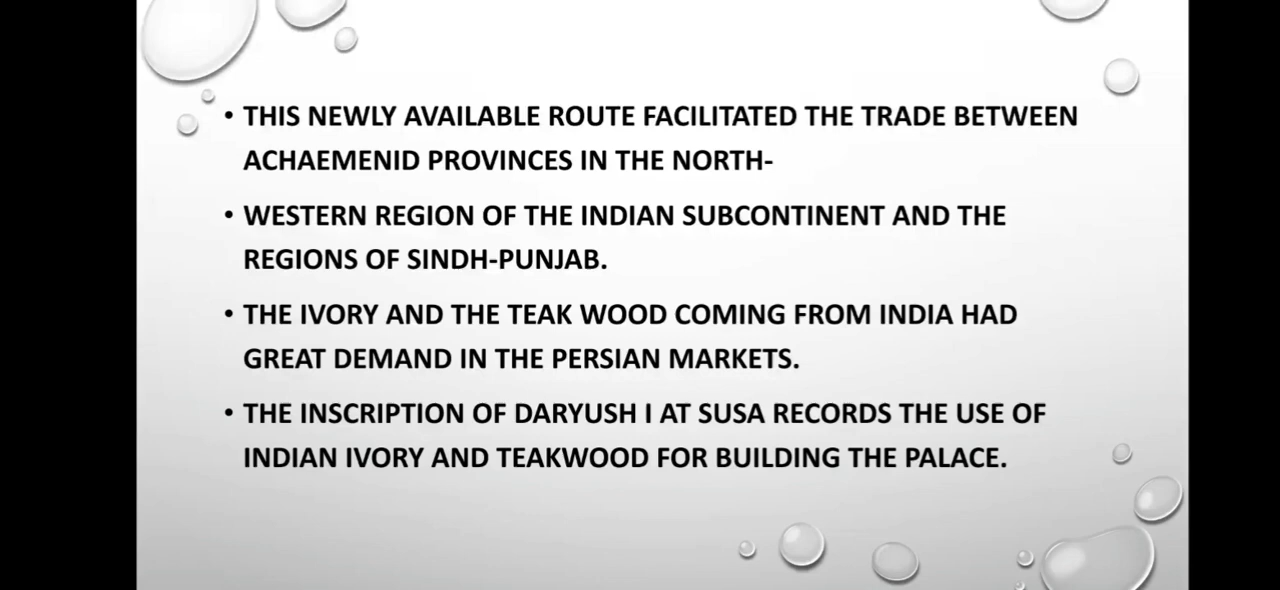 • THIS NEWLY AVAILABLE ROUTE FACILITATED THE TRADE BETWEEN
ACHAEMENID PROVINCES IN THE NORTH-
• WESTERN REGION OF THE INDIAN SUBCONTINENT AND THE
REGIONS OF SINDH-PUNJAB.
• THE IVORY AND THE TEAK WOOD COMING FROM INDIA HAD
GREAT DEMAND IN THE PERSIAN MARKETS.
• THE INSCRIPTION OF DARYUSH I AT SUSA RECORDS THE USE OF
INDIAN IVORY AND TEAKWOOD FOR BUILDING THE PALACE.